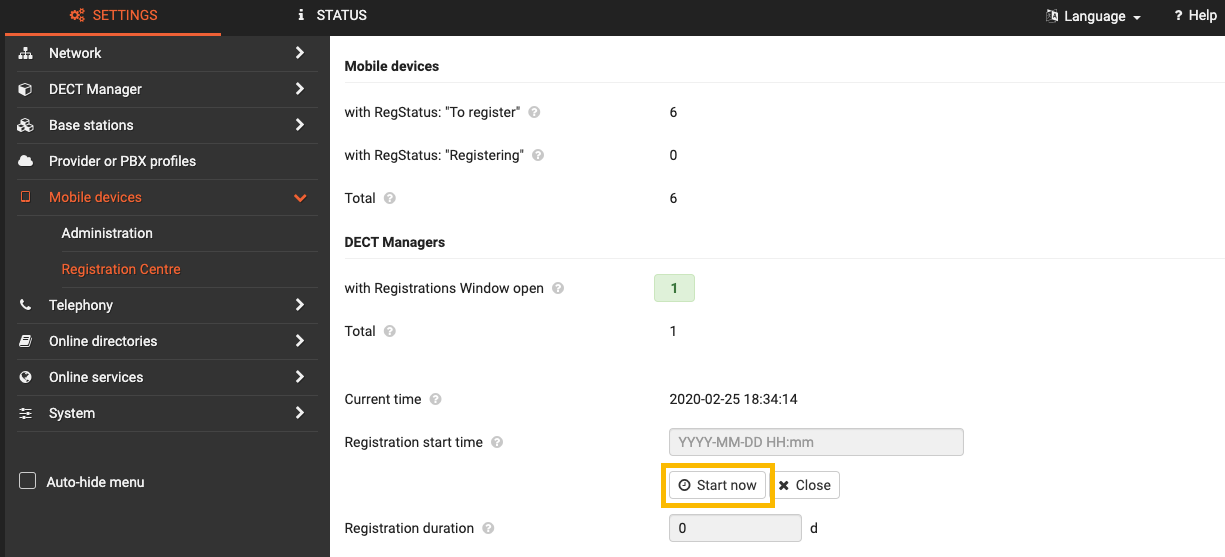 SETTINGS
i STATUS
Language
? Help
Network
DECT Manager
Base stations
Provider or PBX profiles
Mobile devices
Administration
Registration Centre
Telephony
Online directories
Online services
System
Auto-hide menu
Mobile devices
with RegStatus: "To register" ? 6
with RegStatus: "Registering" ? 0
Total ? 6
DECT Managers
with Registrations Window open ? 1
Total ? 1
Current time ? 2020-02-25 18:34:14
Registration start time ? YYYY-MM-DD HH:mm
Start now Close
Registration duration ? 0 d